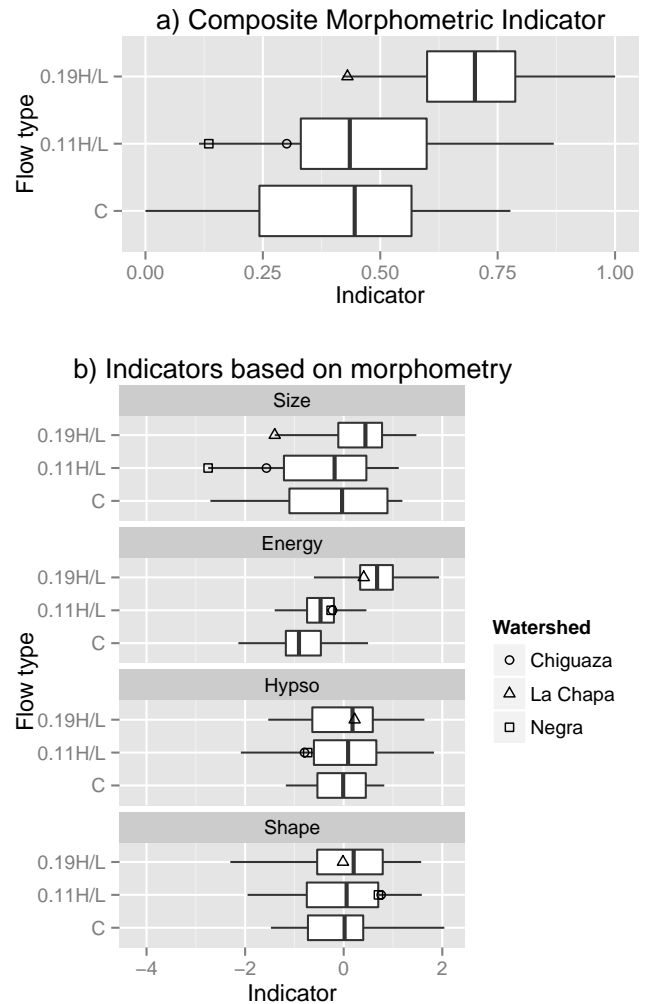 a) Composite Morphometric Indicator
Flow type
0.19H/L
0.11H/L
C
0.00 0.25 0.50 0.75 1.00
Indicator
b) Indicators based on morphometry
Flow type
Size
0.19H/L
0.11H/L
C
Energy
0.19H/L
0.11H/L
C
Hypso
0.19H/L
0.11H/L
C
Shape
0.19H/L
0.11H/L
C
−4 −2 0 2
Indicator
Watershed
Chiguaza
La Chapa
Negra